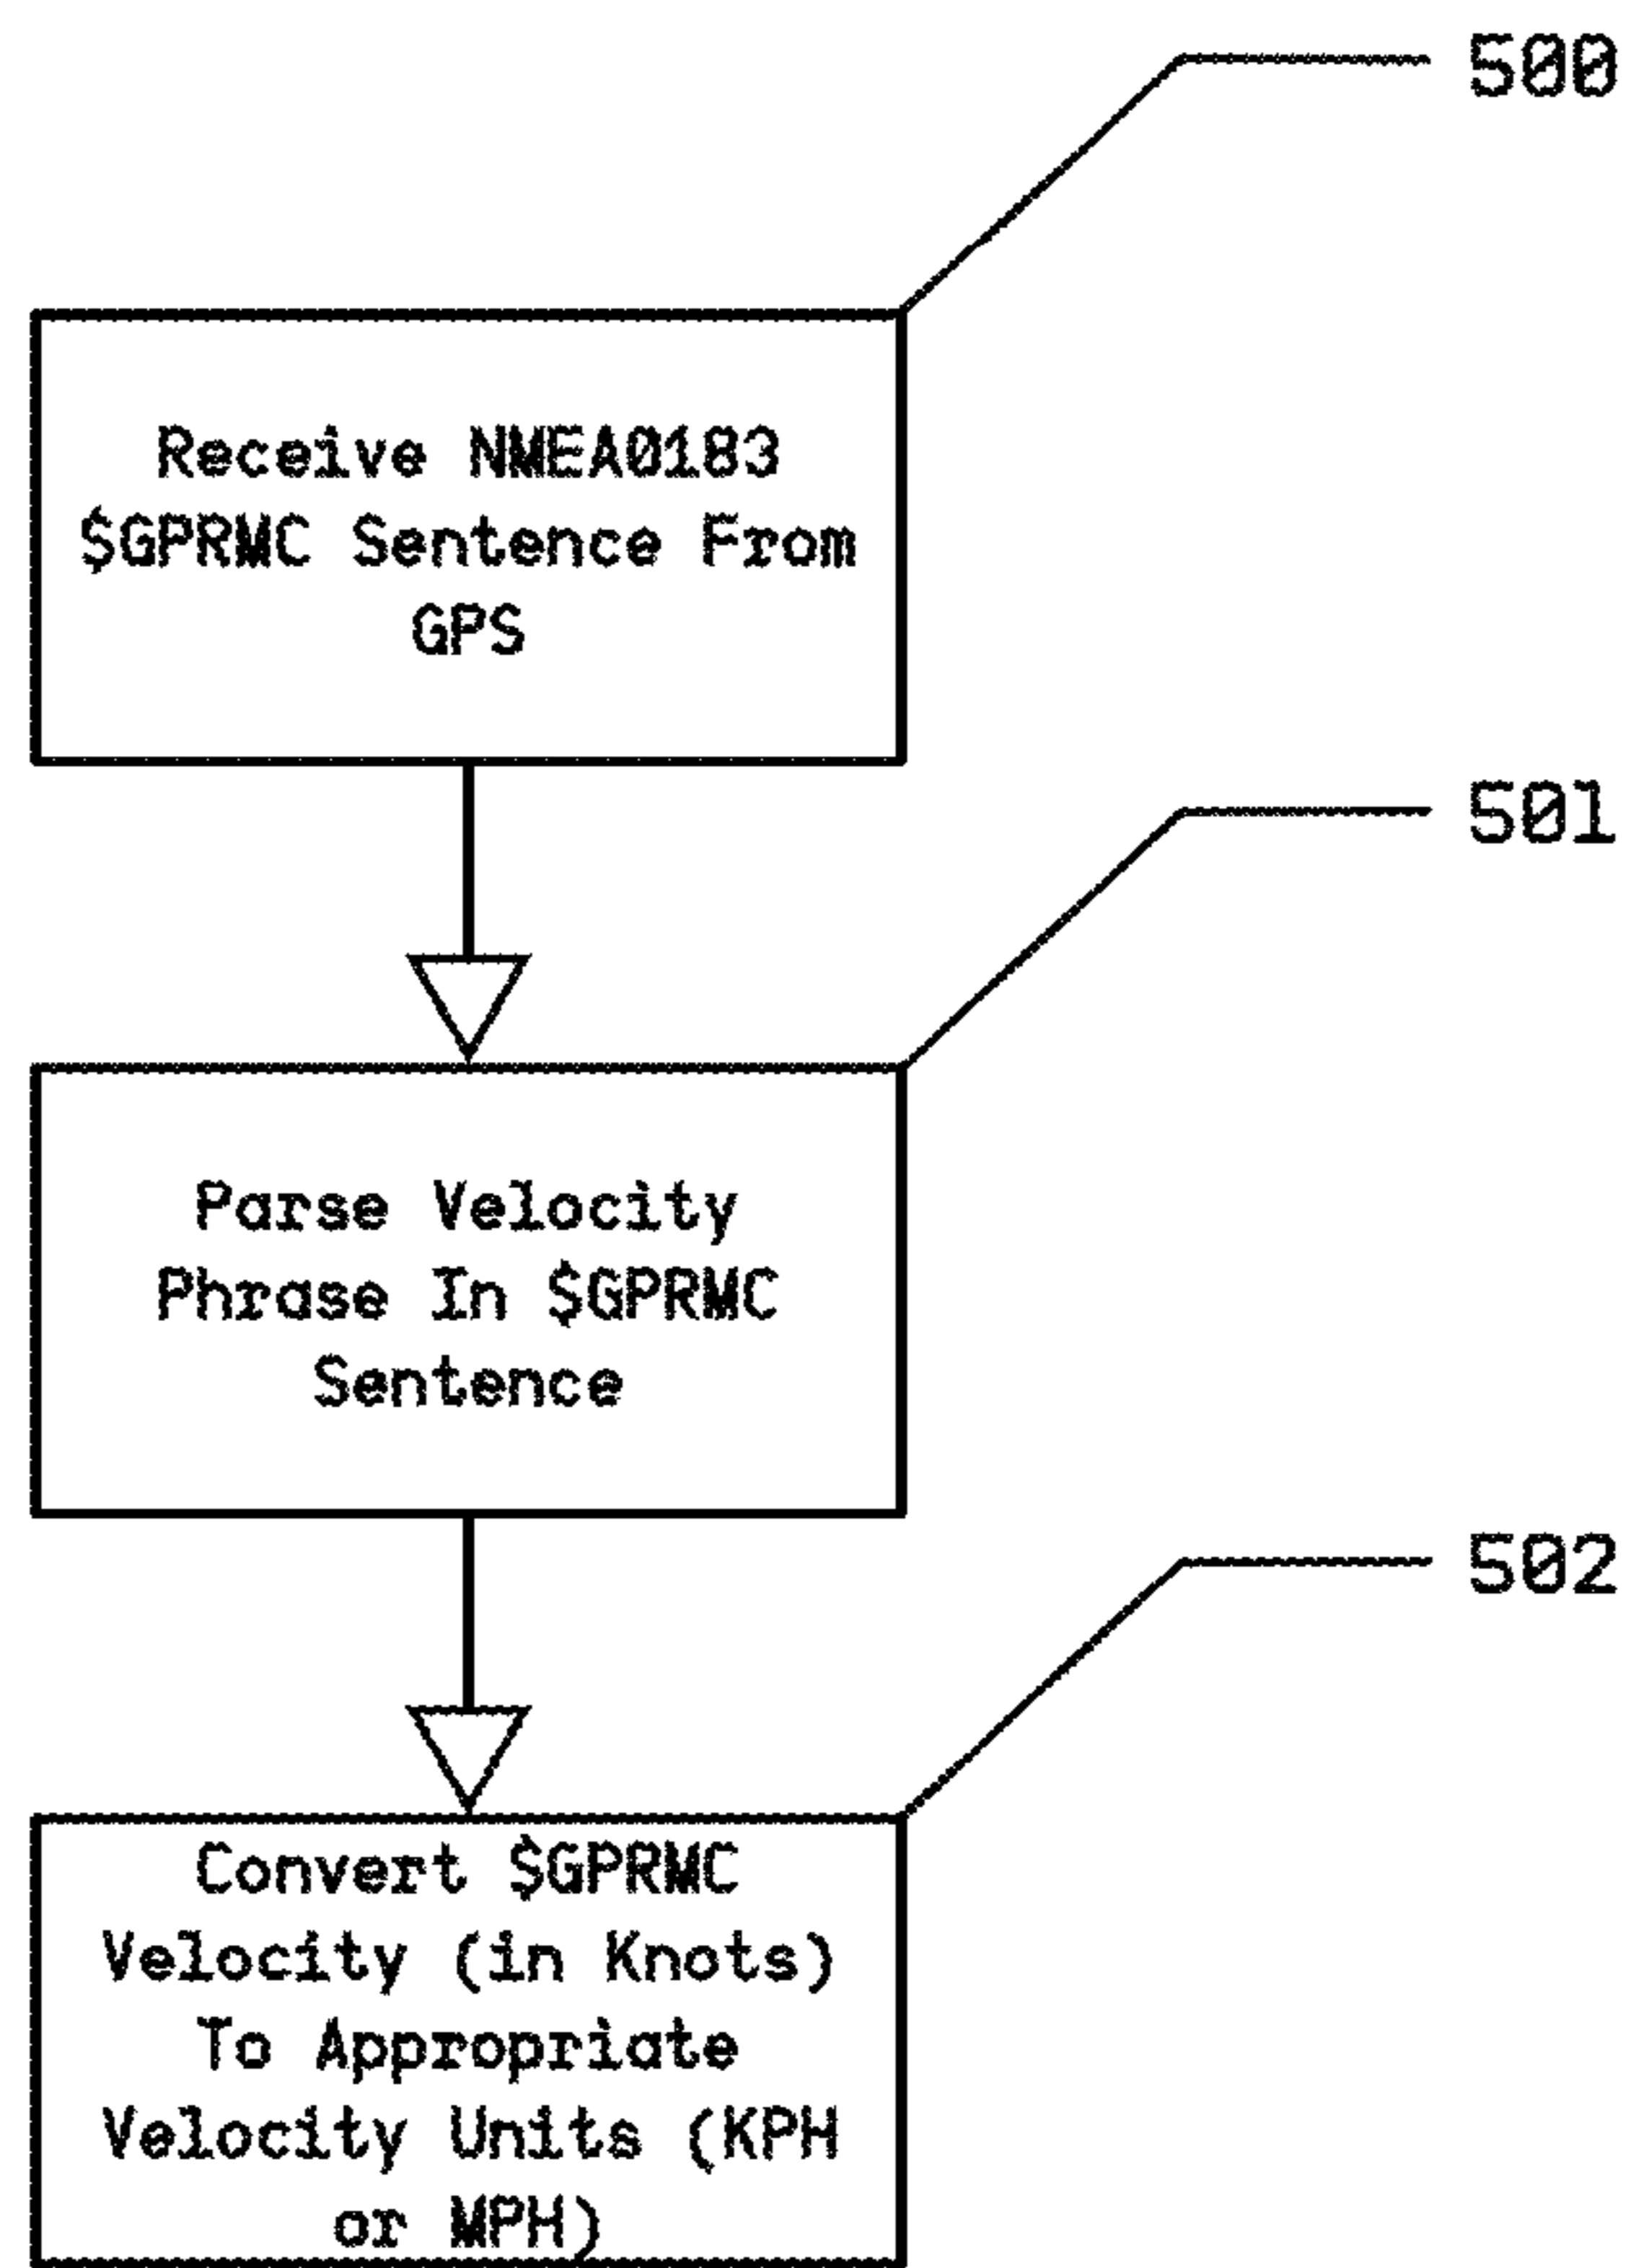 500
Receive NMEA0183
$GPRMC Sentence From
GPS
501
Parse Velocity
Phrase In $GPRMC
Sentence
502
Convert $GPRMC
Velocity (in Knots)
To Appropriate
Velocity Units (KPH
or MPH)